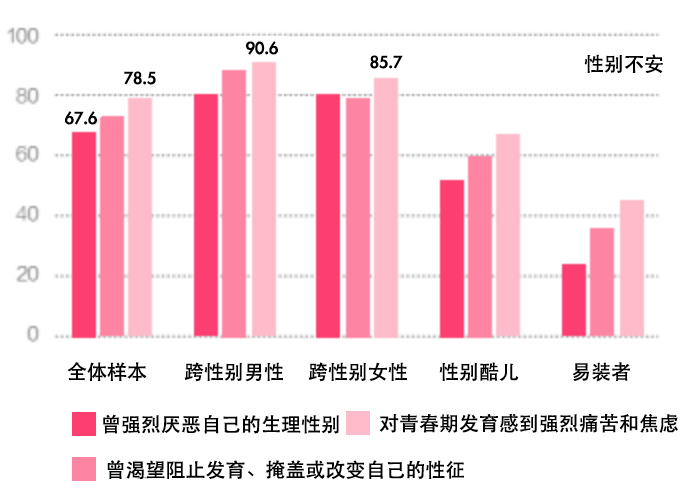 100
90.6
85.7
性别不安
78.5
80
67.6
60
40
20
0
全体样本 跨性别男性 跨性别女性 性别酷儿 易装者
曾强烈厌恶自己的生理性别 对青春期发育感到强烈痛苦和焦虑
曾渴望阻止发育、掩盖或改变自己的性征